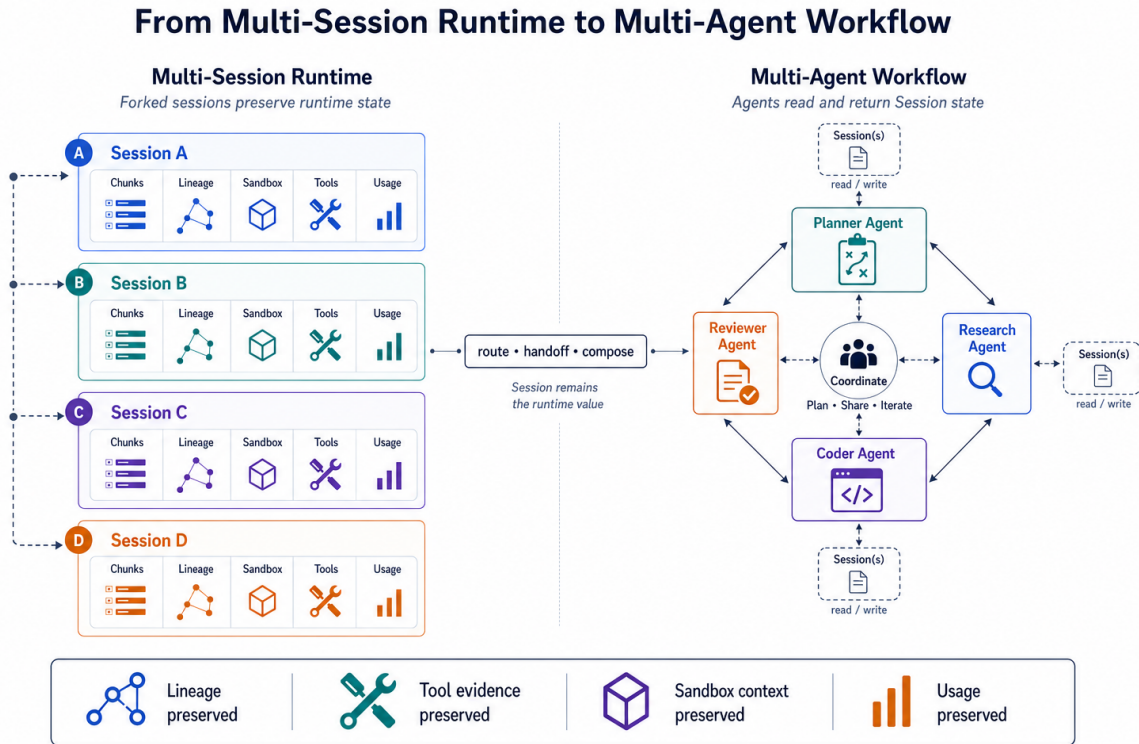 From Multi-Session Runtime to Multi-Agent Workflow
Multi-Session Runtime
Forked sessions preserve runtime state
A
Session A
Chunks
Lineage
Sandbox
Tools
Usage
B
Session B
Chunks
Lineage
Sandbox
Tools
Usage
C
Session C
Chunks
Lineage
Sandbox
Tools
Usage
D
Session D
Chunks
Lineage
Sandbox
Tools
Usage
route • handoff • compose
Session remains
the runtime value
Multi-Agent Workflow
Agents read and return Session state
Session(s)
read / write
Planner Agent
Reviewer
Agent
Coordinate
Plan • Share • Iterate
Research
Agent
Session(s)
read / write
Coder Agent
</>
Session(s)
read / write
Lineage
preserved
Tool evidence
preserved
Sandbox context
preserved
Usage
preserved